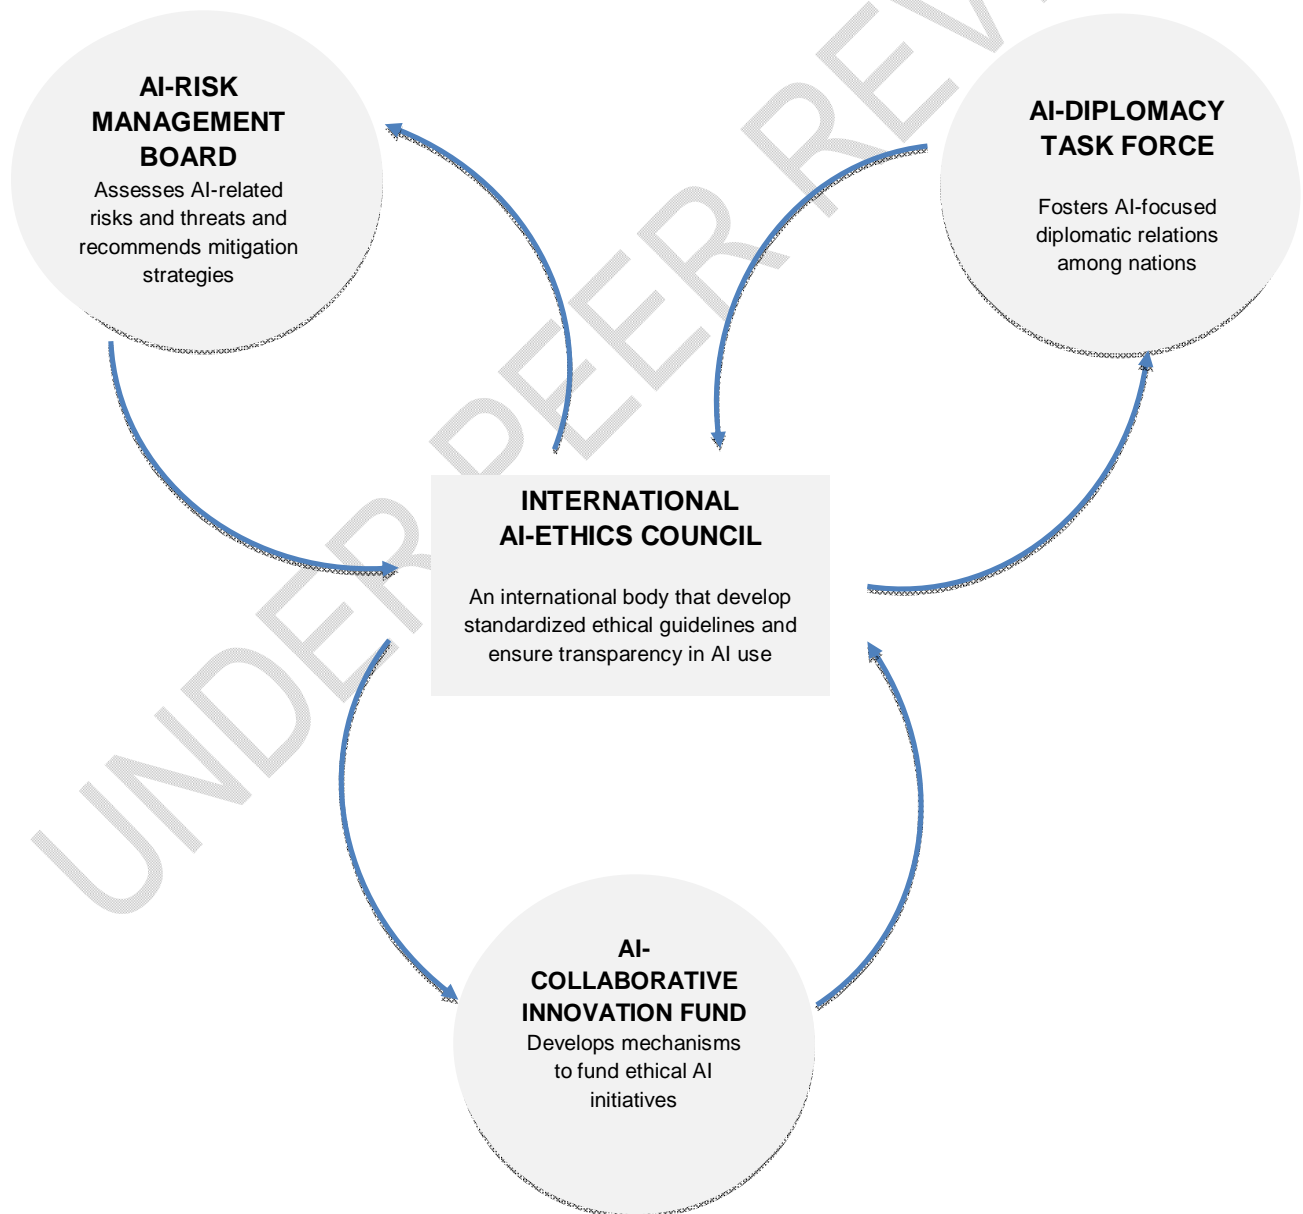 AI-RISK
MANAGEMENT
BOARD
Assesses AI-related
risks and threats and
recommends mitigation
strategies
AI-DIPLOMACY
TASK FORCE
Fosters AI-focused
diplomatic relations
among nations
INTERNATIONAL
AI-ETHICS COUNCIL
An international body that develop
standardized ethical guidelines and
ensure transparency in AI use
AI-
COLLABORATIVE
INNOVATION FUND
Develops mechanisms
to fund ethical AI
initiatives
UNDER PEER